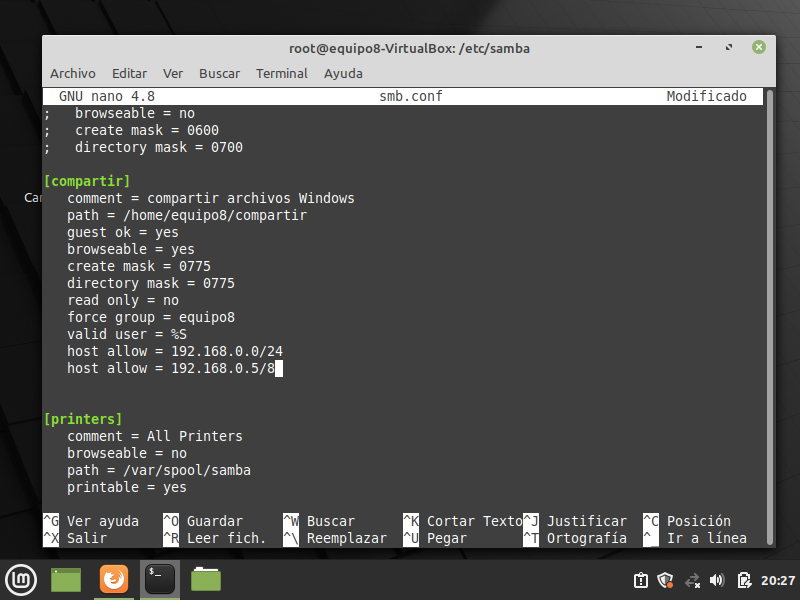 root@equipo8-VirtualBox: /etc/samba
Archivo Editar Ver Buscar Terminal Ayuda
GNU nano 4.8 smb.conf Modificado
;   browseable = no
;   create mask = 0600
;   directory mask = 0700
[compartir]
   comment = compartir archivos Windows
   path = /home/equipo8/compartir
   guest ok = yes
   browseable = yes
   create mask = 0775
   directory mask = 0775
   read only = no
   force group = equipo8
   valid user = %S
   host allow = 192.168.0.0/24
   host allow = 192.168.0.5/8
[printers]
   comment = All Printers
   browseable = no
   path = /var/spool/samba
   printable = yes
^G Ver ayuda ^O Guardar ^W Buscar ^K Cortar Texto ^J Justificar ^C Posición
^X Salir ^R Leer fich. ^\ Reemplazar ^U Pegar ^T Ortografía ^_ Ir a línea
Car
20:27